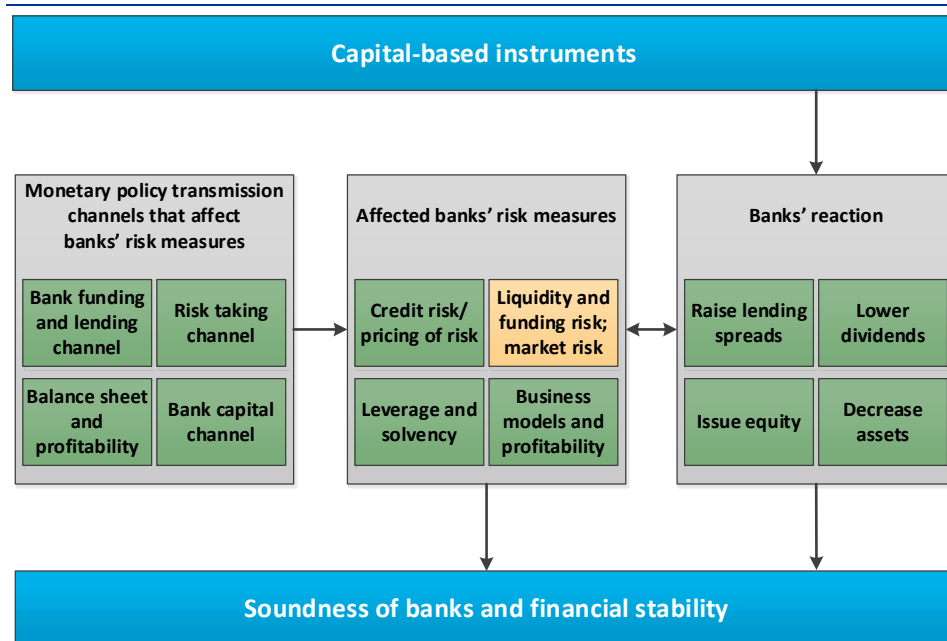 Capital-based instruments
Monetary policy transmission
channels that affect
banks’ risk measures
Bank funding
and lending
channel
Risk taking
channel
Balance sheet
and
profitability
Bank capital
channel
Affected banks’ risk measures
Credit risk/
pricing of risk
Liquidity and
funding risk;
market risk
Leverage and
solvency
Business
models and
profitability
Banks’ reaction
Raise lending
spreads
Lower
dividends
Issue equity
Decrease
assets
Soundness of banks and financial stability